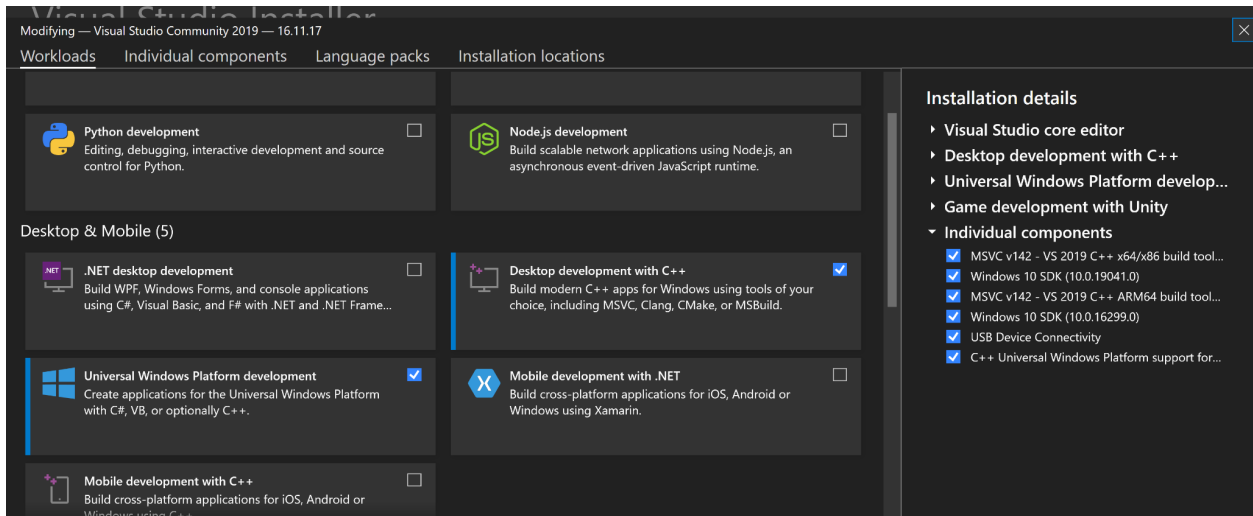 Visual Studio Installer
Modifying — Visual Studio Community 2019 — 16.11.17
Workloads
Individual components
Language packs
Installation locations
Python development
Editing, debugging, interactive development and source
control for Python.
Node.js development
Build scalable network applications using Node.js, an
asynchronous event-driven JavaScript runtime.
Desktop & Mobile (5)
.NET
.NET desktop development
Build WPF, Windows Forms, and console applications
using C#, Visual Basic, and F# with .NET and .NET Frame...
Desktop development with C++
Build modern C++ apps for Windows using tools of your
choice, including MSVC, Clang, CMake, or MSBuild.
Universal Windows Platform development
Create applications for the Universal Windows Platform
with C#, VB, or optionally C++.
Mobile development with .NET
Build cross-platform applications for iOS, Android or
Windows using Xamarin.
Mobile development with C++
Build cross-platform applications for iOS, Android or
Windows using C++.
Installation details
Visual Studio core editor
Desktop development with C++
Universal Windows Platform develop...
Game development with Unity
Individual components
MSVC v142 - VS 2019 C++ x64/x86 build tool...
Windows 10 SDK (10.0.19041.0)
MSVC v142 - VS 2019 C++ ARM64 build tool...
Windows 10 SDK (10.0.16299.0)
USB Device Connectivity
C++ Universal Windows Platform support for...